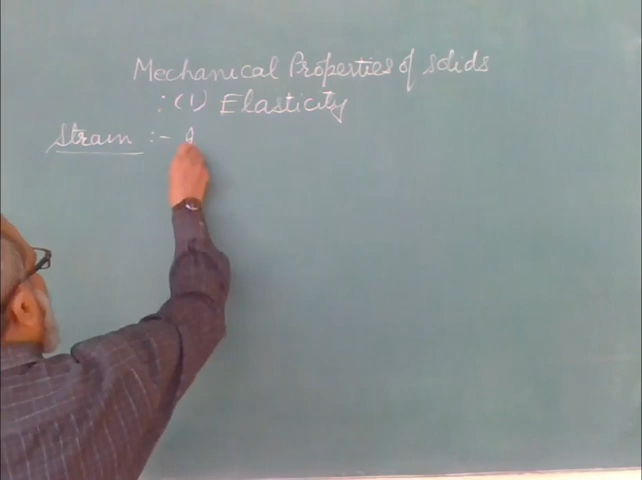 Mechanical Properties of solids
:(1) Elasticity
Strain :-